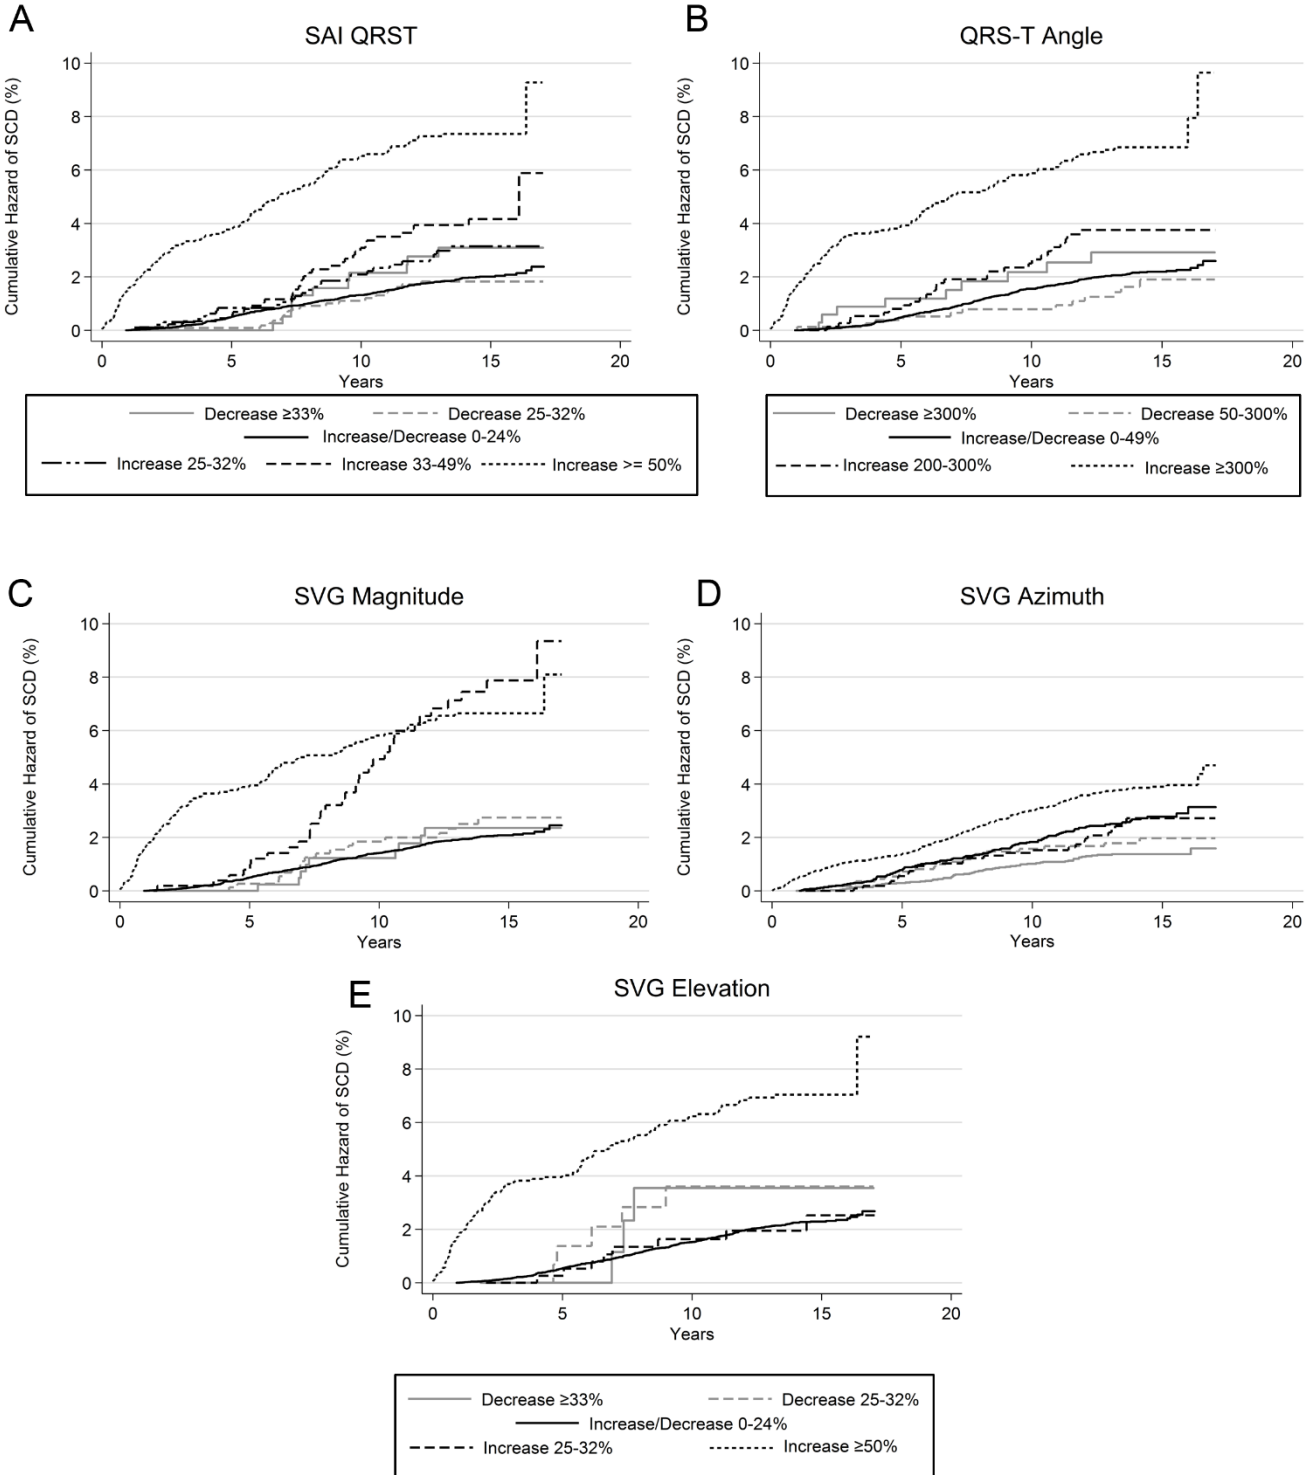 A
SAI QRST
Cumulative Hazard of SCD (%)
10
8
6
4
2
0
0 5 10 15 20
Years
Decrease ≥33% Decrease 25-32%
Increase/Decrease 0-24%
Increase 25-32% Increase 33-49% Increase >= 50%
B
QRS-T Angle
Cumulative Hazard of SCD (%)
10
8
6
4
2
0
0 5 10 15 20
Years
Decrease ≥300% Decrease 50-300%
Increase/Decrease 0-49%
Increase 200-300% Increase ≥300%
C
SVG Magnitude
Cumulative Hazard of SCD (%)
10
8
6
4
2
0
0 5 10 15 20
Years
D
SVG Azimuth
Cumulative Hazard of SCD (%)
10
8
6
4
2
0
0 5 10 15 20
Years
E
SVG Elevation
Cumulative Hazard of SCD (%)
10
8
6
4
2
0
0 5 10 15 20
Years
Decrease ≥33% Decrease 25-32%
Increase/Decrease 0-24%
Increase 25-32% Increase ≥50%